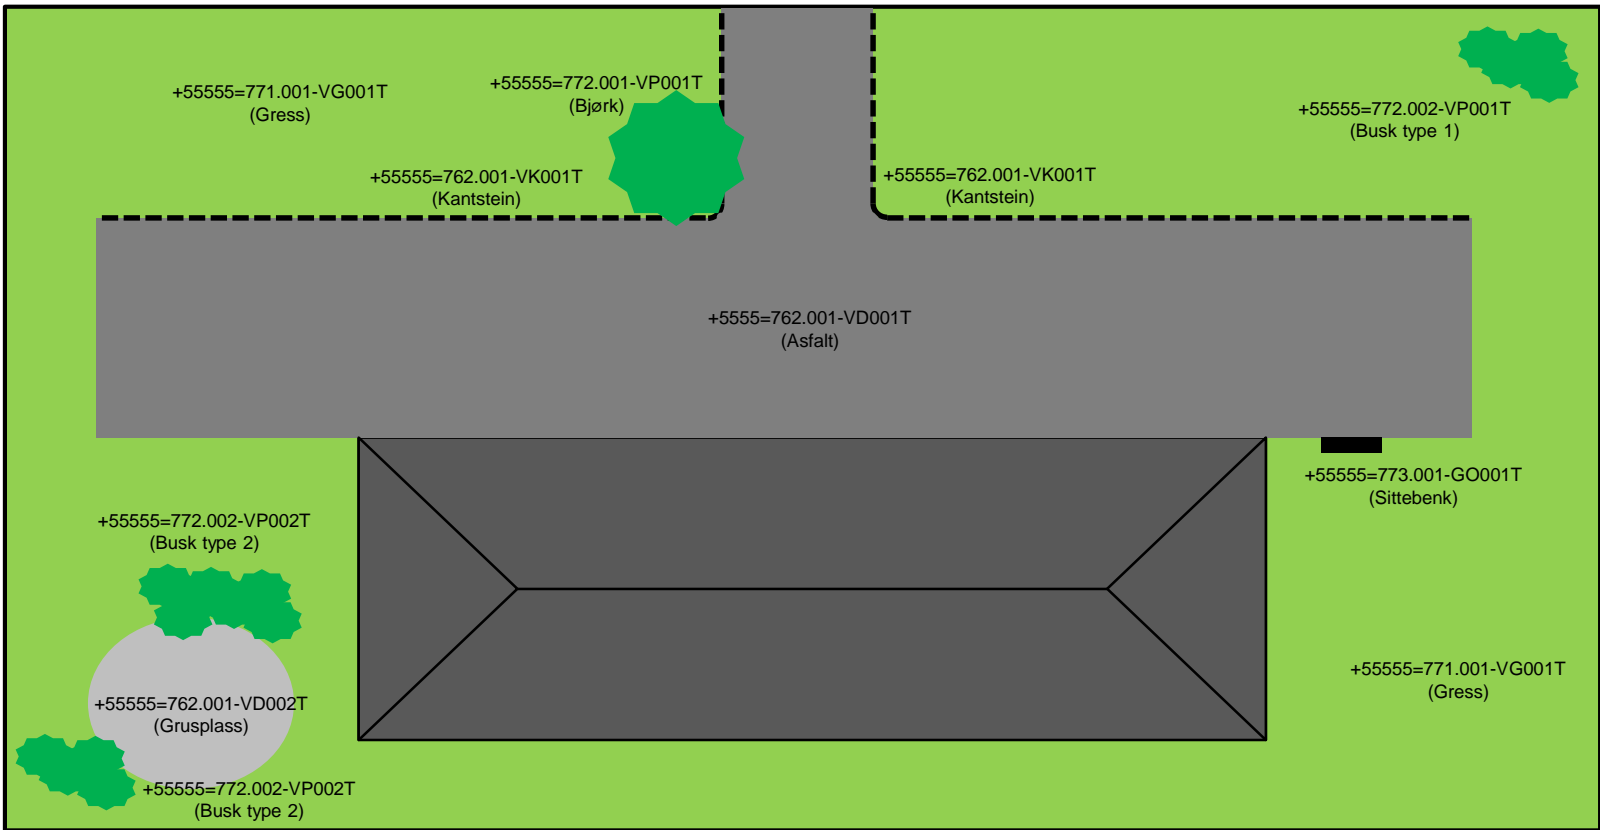 +55555=771.001-VG001T
(Gress)
+55555=772.001-VP001T
(Bjørk)
+55555=772.002-VP001T
(Busk type 1)
+55555=762.001-VK001T
(Kantstein)
+55555=762.001-VK001T
(Kantstein)
+5555=762.001-VD001T
(Asfalt)
+55555=773.001-GO001T
(Sittebenk)
+55555=772.002-VP002T
(Busk type 2)
+55555=771.001-VG001T
(Gress)
+55555=762.001-VD002T
(Grusplass)
+55555=772.002-VP002T
(Busk type 2)